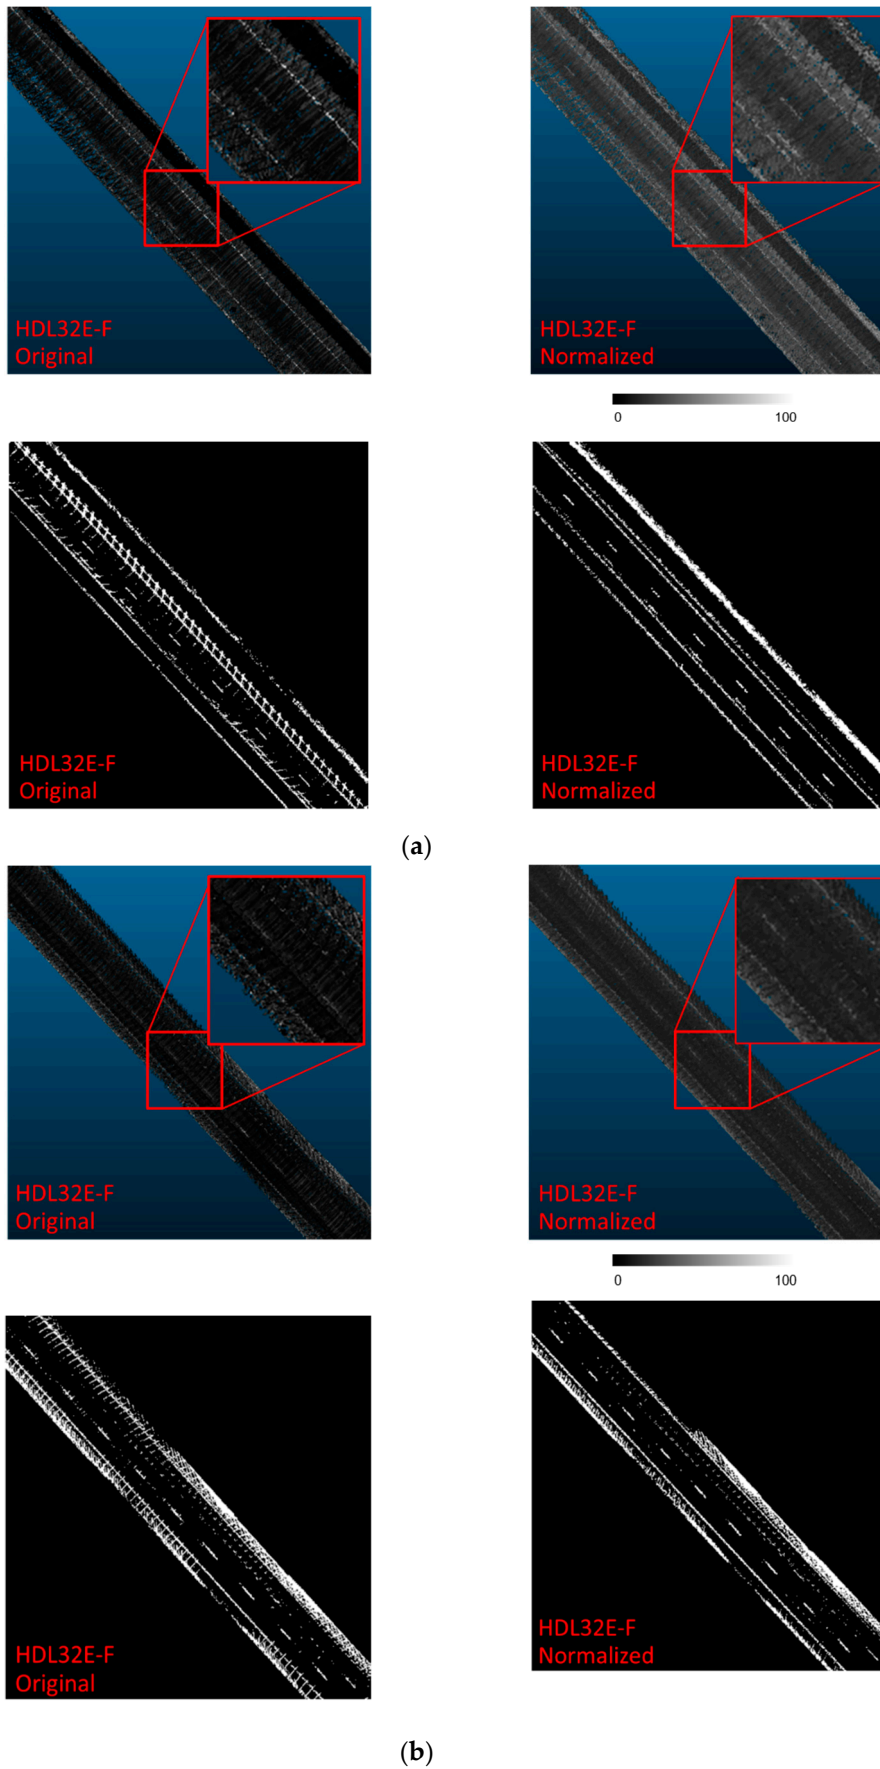 HDL32E-F
Original
HDL32E-F
Normalized
0 100
HDL32E-F
Original
HDL32E-F
Normalized
(a)
HDL32E-F
Original
HDL32E-F
Normalized
0 100
HDL32E-F
Original
HDL32E-F
Normalized
(b)